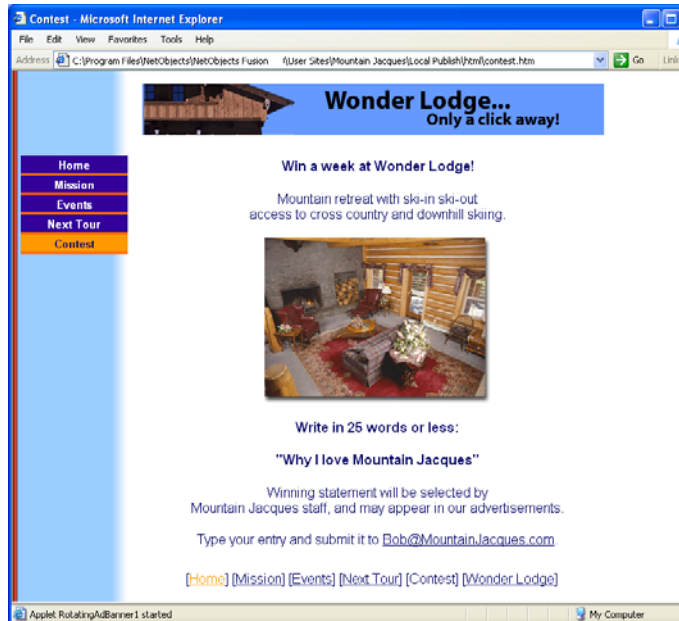 Contest - Microsoft Internet Explorer
File Edit View Favorites Tools Help
Address C:\Program Files\NetObjects\NetObjects Fusion \User Sites\Mountain Jacques\Local Publish\html\contest.htm Go Link
Wonder Lodge...
Only a click away!
Home
Mission
Events
Next Tour
Contest
Win a week at Wonder Lodge!
Mountain retreat with ski-in ski-out
access to cross country and downhill skiing.
Write in 25 words or less:
"Why I love Mountain Jacques"
Winning statement will be selected by
Mountain Jacques staff, and may appear in our advertisements.
Type your entry and submit it to Bob@MountainJacques.com
[Home] [Mission] [Events] [Next Tour] [Contest] [Wonder Lodge]
Applet RotatingAdBanner1 started My Computer